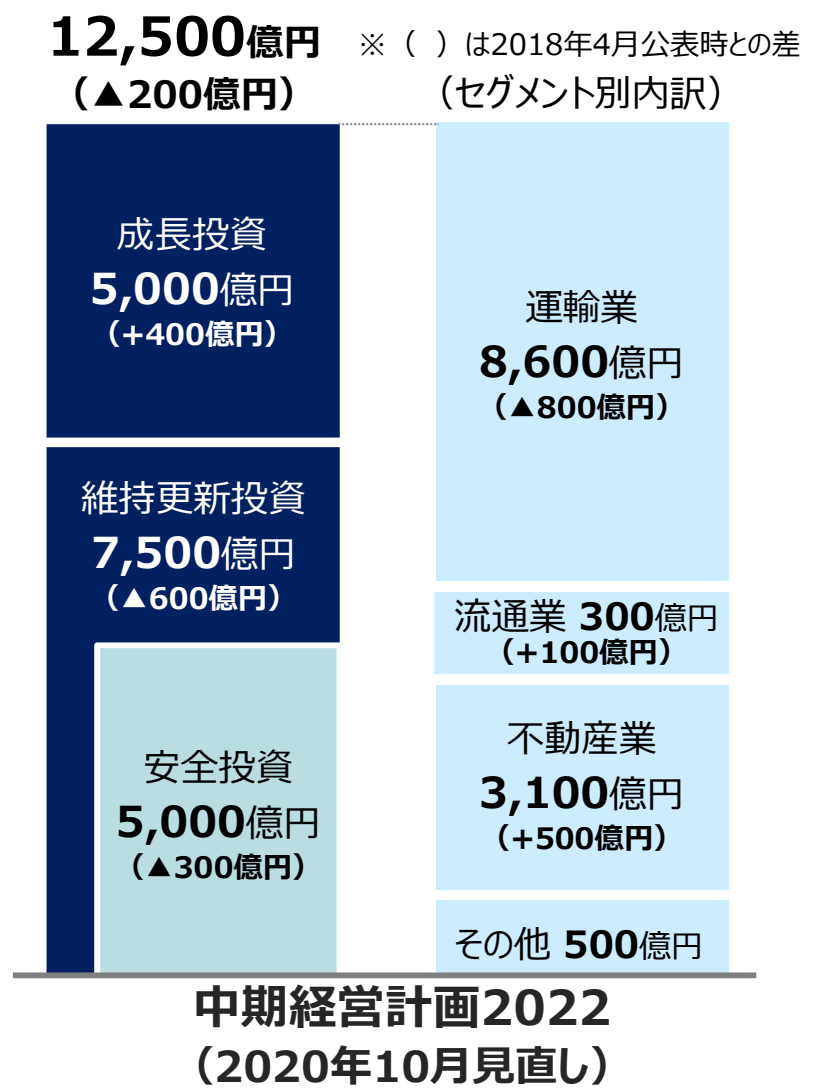 12,500億円
(▲200億円)
※ ( ) は2018年4月公表時との差
(セグメント別内訳)
成長投資
5,000億円
(+400億円)
維持更新投資
7,500億円
(▲600億円)
安全投資
5,000億円
(▲300億円)
運輸業
8,600億円
(▲800億円)
流通業 300億円
(+100億円)
不動産業
3,100億円
(+500億円)
その他 500億円
中期経営計画2022
(2020年10月見直し)